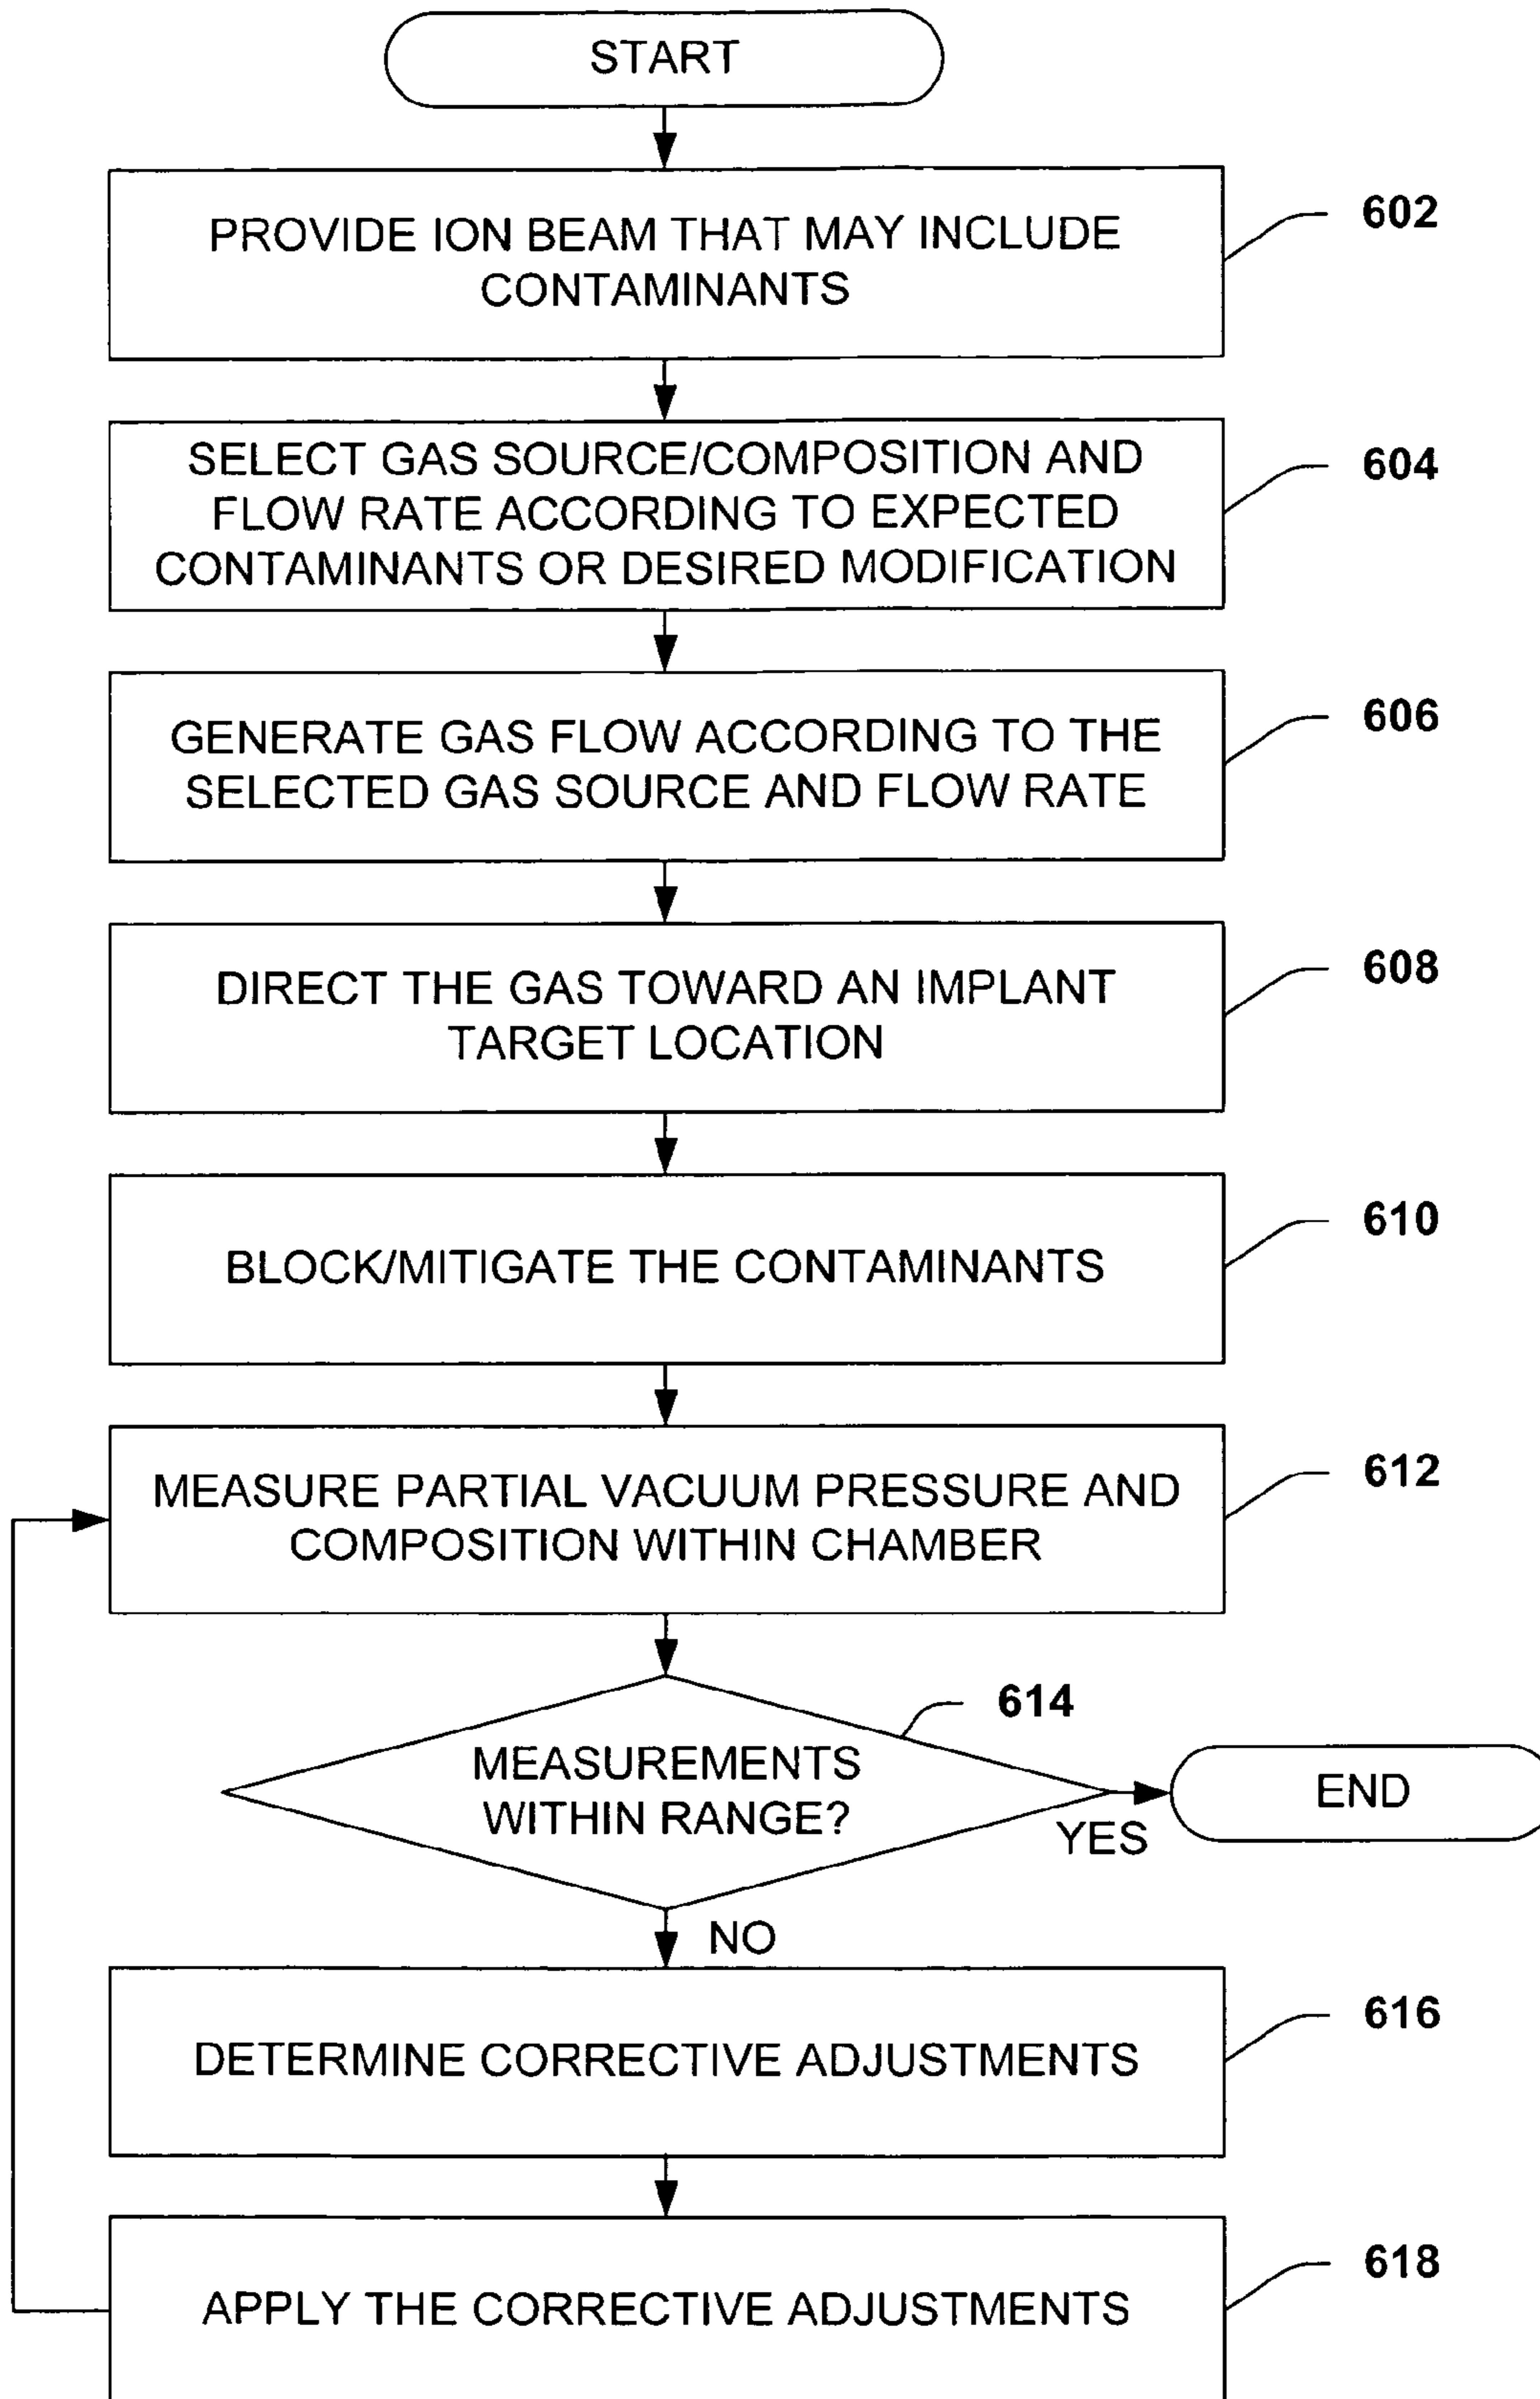 START
PROVIDE ION BEAM THAT MAY INCLUDE
CONTAMINANTS
602
SELECT GAS SOURCE/COMPOSITION AND
FLOW RATE ACCORDING TO EXPECTED
CONTAMINANTS OR DESIRED MODIFICATION
604
GENERATE GAS FLOW ACCORDING TO THE
SELECTED GAS SOURCE AND FLOW RATE
606
DIRECT THE GAS TOWARD AN IMPLANT
TARGET LOCATION
608
BLOCK/MITIGATE THE CONTAMINANTS
610
MEASURE PARTIAL VACUUM PRESSURE AND
COMPOSITION WITHIN CHAMBER
612
MEASUREMENTS
WITHIN RANGE?
614
YES
END
NO
DETERMINE CORRECTIVE ADJUSTMENTS
616
APPLY THE CORRECTIVE ADJUSTMENTS
618